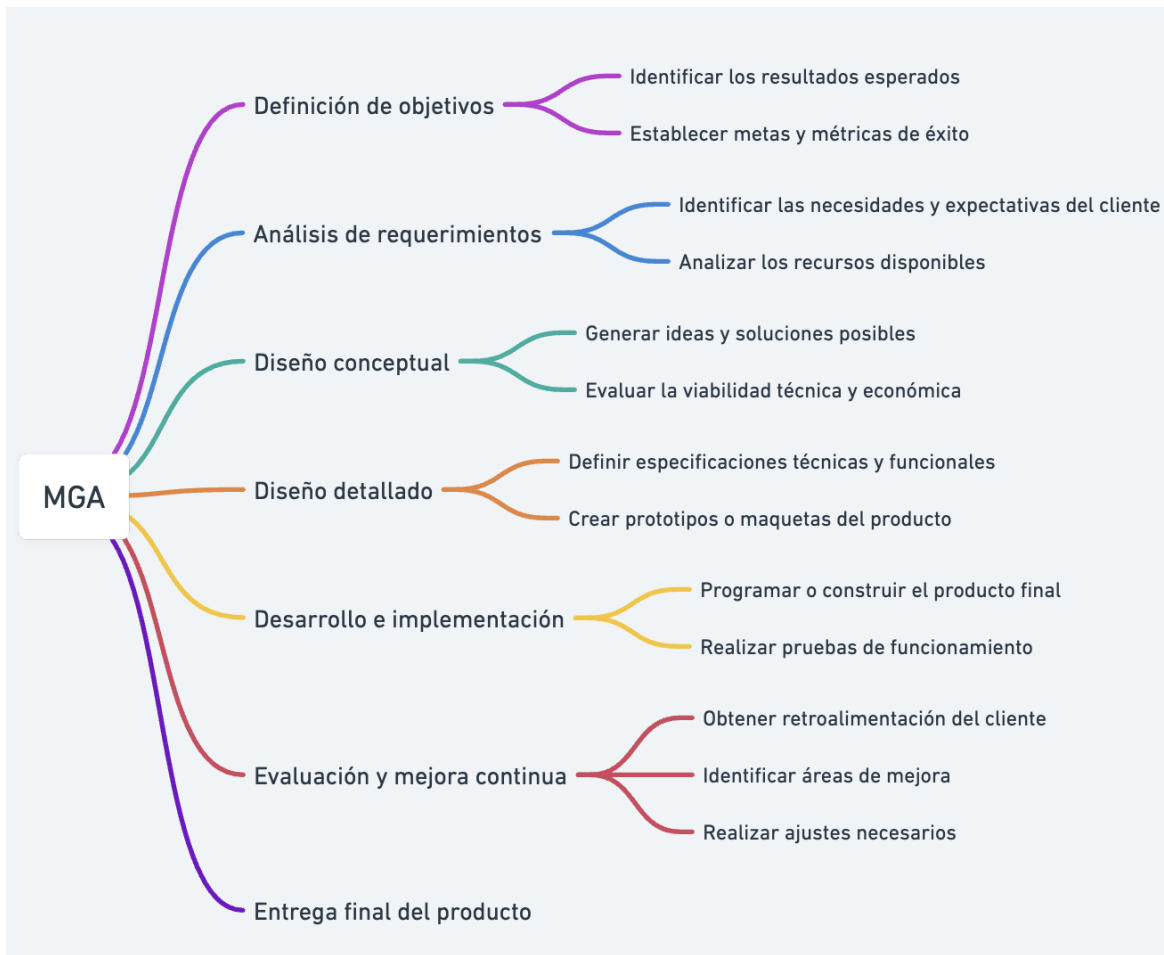 MGA
Definición de objetivos
Identificar los resultados esperados
Establecer metas y métricas de éxito
Análisis de requerimientos
Identificar las necesidades y expectativas del cliente
Analizar los recursos disponibles
Diseño conceptual
Generar ideas y soluciones posibles
Evaluar la viabilidad técnica y económica
Diseño detallado
Definir especificaciones técnicas y funcionales
Crear prototipos o maquetas del producto
Desarrollo e implementación
Programar o construir el producto final
Realizar pruebas de funcionamiento
Evaluación y mejora continua
Obtener retroalimentación del cliente
Identificar áreas de mejora
Realizar ajustes necesarios
Entrega final del producto